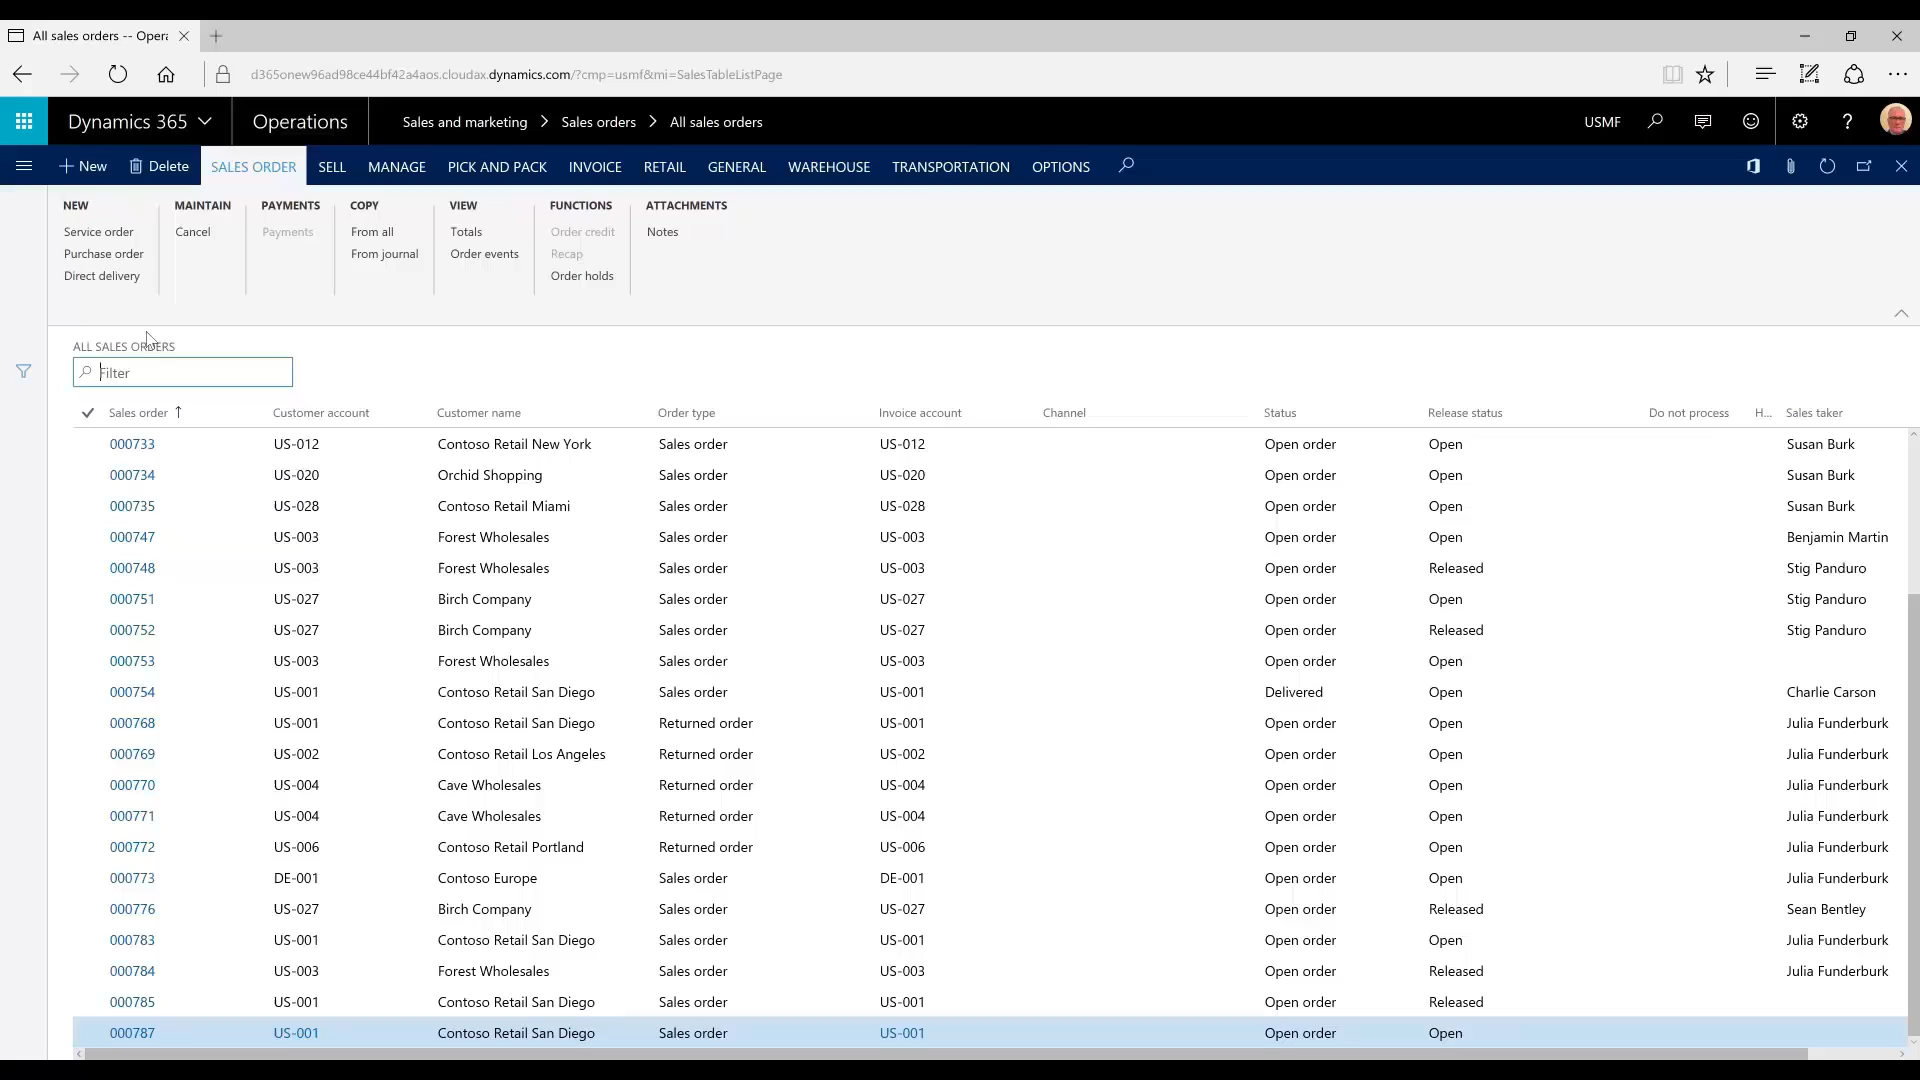 All sales orders -- Opera
d365onew96ad98ce44bf42a4aos.cloudax.dynamics.com/?cmp=usmf&mi=SalesTableListPage
Dynamics 365 Operations Sales and marketing > Sales orders > All sales orders USMF ?
+ New Delete SALES ORDER SELL MANAGE PICK AND PACK INVOICE RETAIL GENERAL WAREHOUSE TRANSPORTATION OPTIONS
NEW MAINTAIN PAYMENTS COPY VIEW FUNCTIONS ATTACHMENTS
Service order Cancel Payments From all Totals Order credit Notes
Purchase order From journal Order events Recap
Direct delivery Order holds
ALL SALES ORDERS
Filter
Sales order ↑ Customer account Customer name Order type Invoice account Channel Status Release status Do not process H... Sales taker
000733 US-012 Contoso Retail New York Sales order US-012 Open order Open Susan Burk
000734 US-020 Orchid Shopping Sales order US-020 Open order Open Susan Burk
000735 US-028 Contoso Retail Miami Sales order US-028 Open order Open Susan Burk
000747 US-003 Forest Wholesales Sales order US-003 Open order Open Benjamin Martin
000748 US-003 Forest Wholesales Sales order US-003 Open order Released Stig Panduro
000751 US-027 Birch Company Sales order US-027 Open order Open Stig Panduro
000752 US-027 Birch Company Sales order US-027 Open order Released Stig Panduro
000753 US-003 Forest Wholesales Sales order US-003 Open order Open
000754 US-001 Contoso Retail San Diego Sales order US-001 Delivered Open Charlie Carson
000768 US-001 Contoso Retail San Diego Returned order US-001 Open order Open Julia Funderburk
000769 US-002 Contoso Retail Los Angeles Returned order US-002 Open order Open Julia Funderburk
000770 US-004 Cave Wholesales Returned order US-004 Open order Open Julia Funderburk
000771 US-004 Cave Wholesales Returned order US-004 Open order Open Julia Funderburk
000772 US-006 Contoso Retail Portland Returned order US-006 Open order Open Julia Funderburk
000773 DE-001 Contoso Europe Sales order DE-001 Open order Open Julia Funderburk
000776 US-027 Birch Company Sales order US-027 Open order Released Sean Bentley
000783 US-001 Contoso Retail San Diego Sales order US-001 Open order Open Julia Funderburk
000784 US-003 Forest Wholesales Sales order US-003 Open order Released Julia Funderburk
000785 US-001 Contoso Retail San Diego Sales order US-001 Open order Released
000787 US-001 Contoso Retail San Diego Sales order US-001 Open order Open